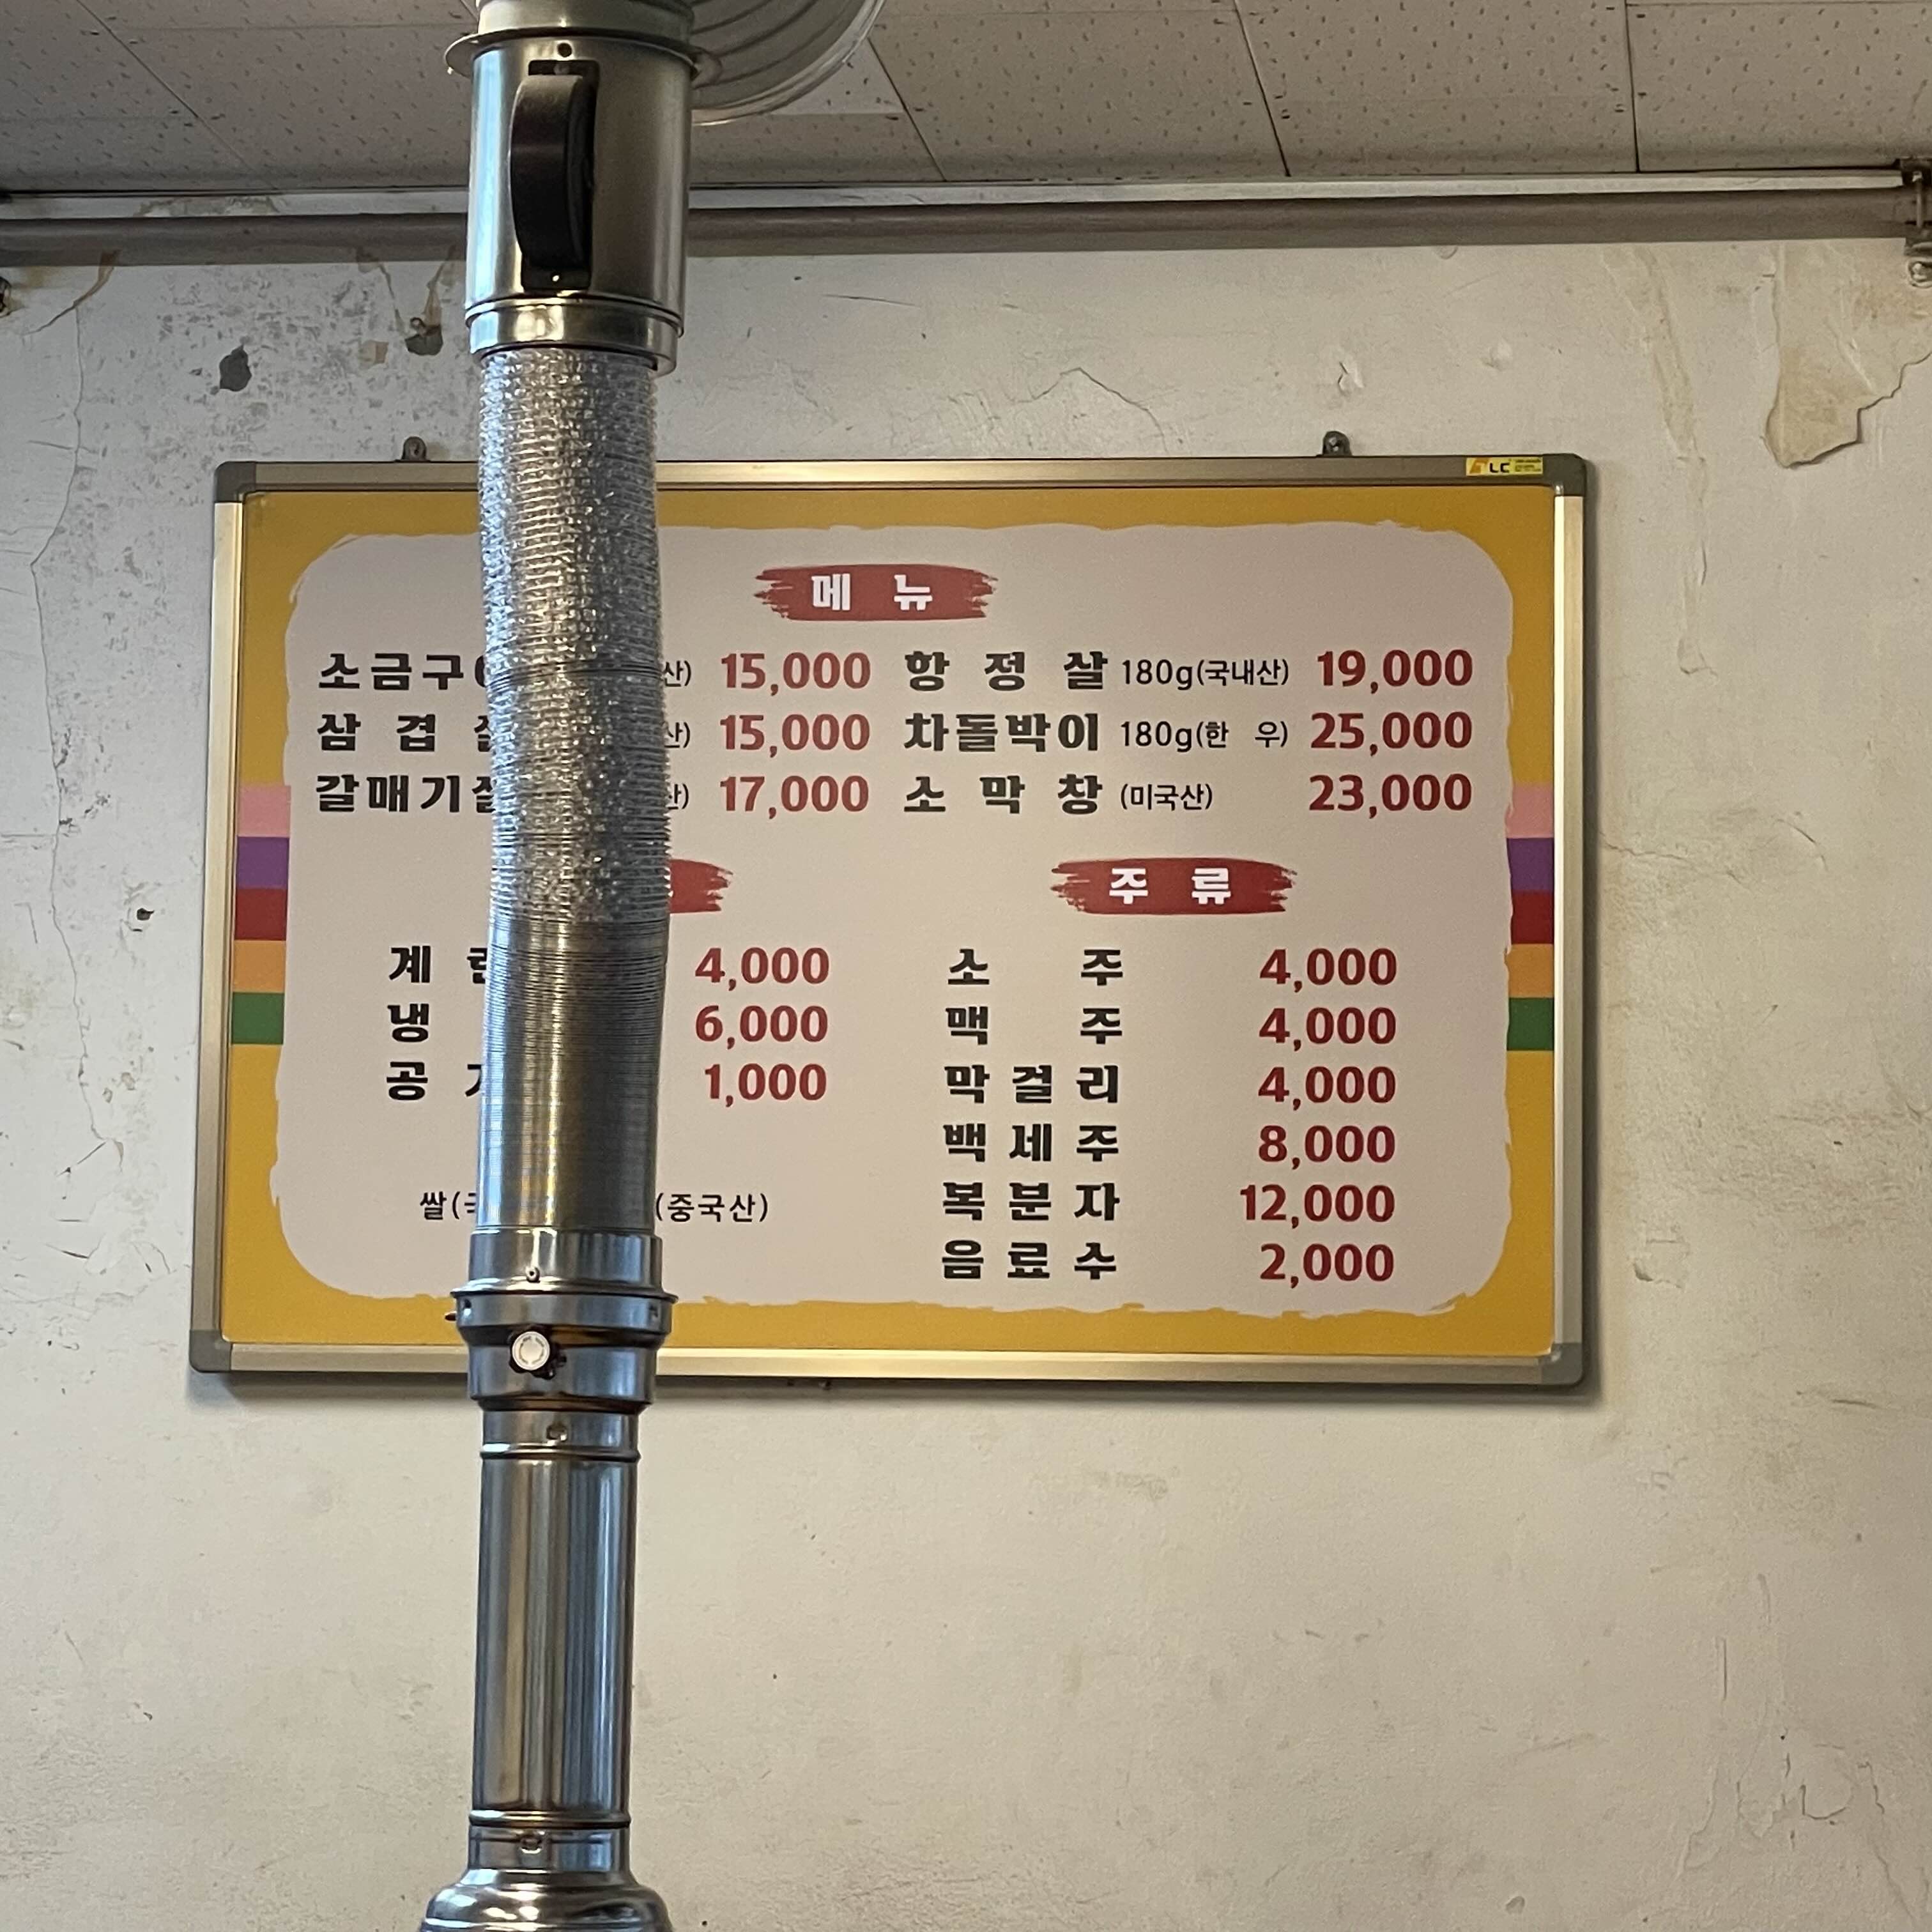 LC
메 뉴
소금구 산) 15,000 항 정 살 180g(국내산) 19,000
삼 겹 산) 15,000 차돌박이 180g(한 우) 25,000
갈매기살 산) 17,000 소 막 창 (미국산) 23,000
주 류
계 4,000 소 주 4,000
냉 6,000 맥 주 4,000
공 1,000 막 걸 리 4,000
백 세 주 8,000
쌀( (중국산) 복 분 자 12,000
음 료 수 2,000